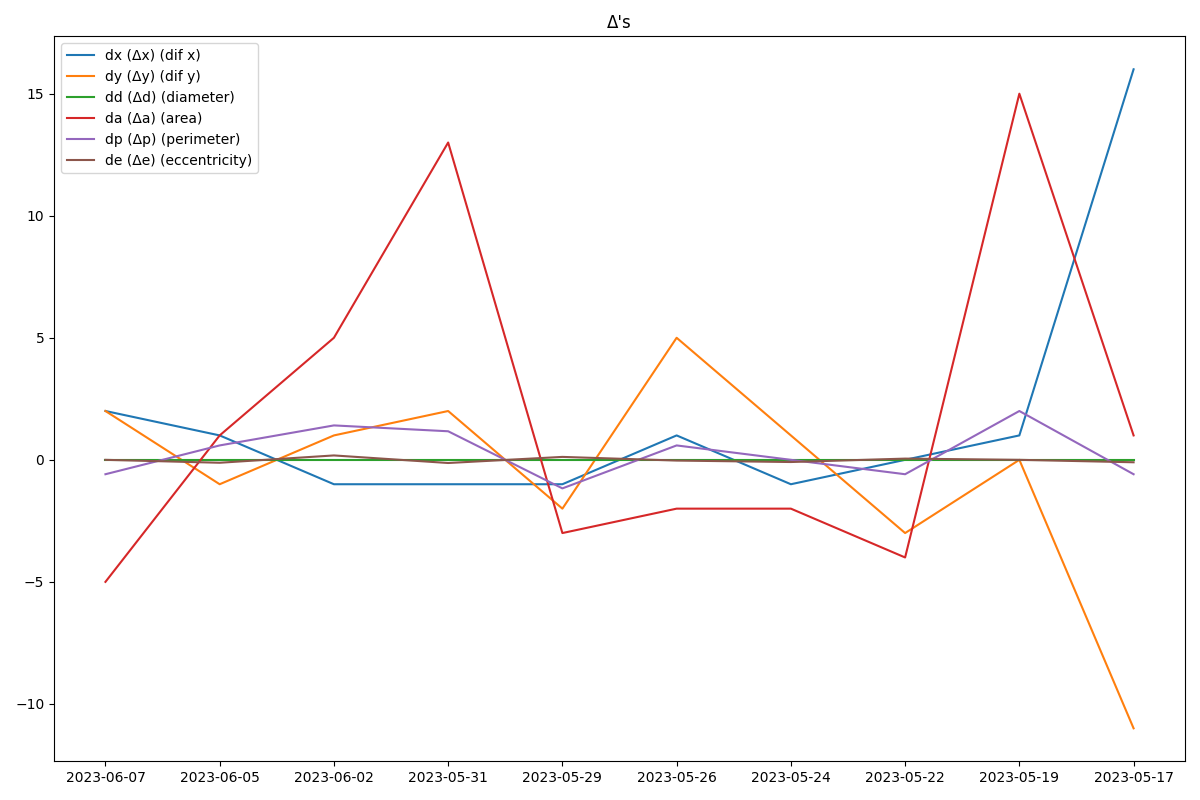 Δ's
dx (Δx) (dif x)
dy (Δy) (dif y)
dd (Δd) (diameter)
da (Δa) (area)
dp (Δp) (perimeter)
de (Δe) (eccentricity)
15
10
5
0
−5
−10
2023-06-07 2023-06-05 2023-06-02 2023-05-31 2023-05-29 2023-05-26 2023-05-24 2023-05-22 2023-05-19 2023-05-17